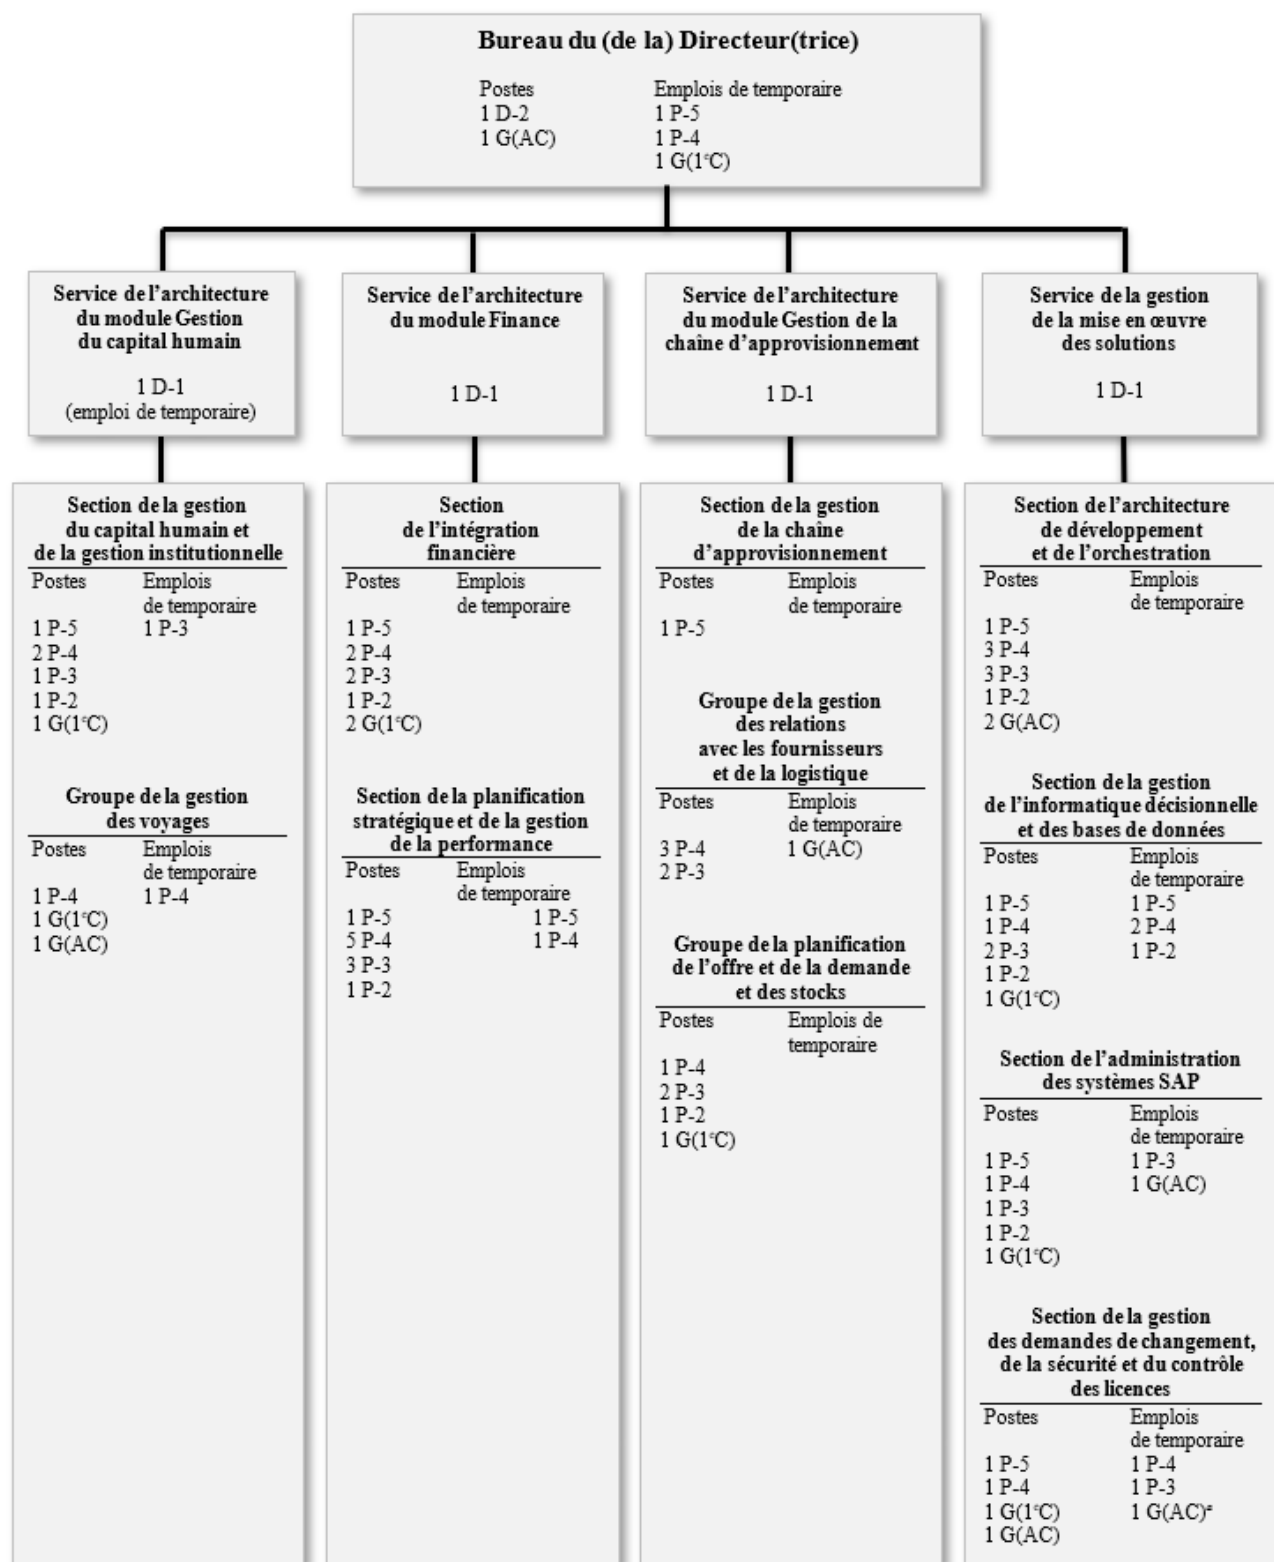 Bureau du (de la) Directeur(trice)
Postes Emplois de temporaire
1 D-2 1 P-5
1 G(AC) 1 P-4
1 G(1eC)
Service de l’architecture
du module Gestion
du capital humain
1 D-1
(emploi de temporaire)
Service de l’architecture
du module Finance
1 D-1
Service de l’architecture
du module Gestion de la
chaîne d’approvisionnement
1 D-1
Service de la gestion
de la mise en œuvre
des solutions
1 D-1
Section de la gestion
du capital humain et
de la gestion institutionnelle
Postes Emplois
de temporaire
1 P-5 1 P-3
2 P-4
1 P-3
1 P-2
1 G(1eC)
Groupe de la gestion
des voyages
Postes Emplois
de temporaire
1 P-4 1 P-4
1 G(1eC)
1 G(AC)
Section
de l’intégration
financière
Postes Emplois
de temporaire
1 P-5
2 P-4
2 P-3
1 P-2
2 G(1eC)
Section de la planification
stratégique et de la gestion
de la performance
Postes Emplois
de temporaire
1 P-5 1 P-5
5 P-4 1 P-4
3 P-3
1 P-2
Section de la gestion
de la chaîne
d’approvisionnement
Postes Emplois
de temporaire
1 P-5
Groupe de la gestion
des relations
avec les fournisseurs
et de la logistique
Postes Emplois
de temporaire
3 P-4 1 G(AC)
2 P-3
Groupe de la planification
de l’offre et de la demande
et des stocks
Postes Emplois de
temporaire
1 P-4
2 P-3
1 P-2
1 G(1eC)
Section de l’architecture
de développement
et de l’orchestration
Postes Emplois
de temporaire
1 P-5
3 P-4
3 P-3
1 P-2
2 G(AC)
Section de la gestion
de l’informatique décisionnelle
et des bases de données
Postes Emplois
de temporaire
1 P-5 1 P-5
1 P-4 2 P-4
2 P-3 1 P-2
1 P-2
1 G(1eC)
Section de l’administration
des systèmes SAP
Postes Emplois
de temporaire
1 P-5 1 P-3
1 P-4 1 G(AC)
1 P-3
1 P-2
1 G(1eC)
Section de la gestion
des demandes de changement,
de la sécurité et du contrôle
des licences
Postes Emplois
de temporaire
1 P-5 1 P-4
1 P-4 1 P-3
1 G(1eC) 1 G(AC)
1 G(AC)